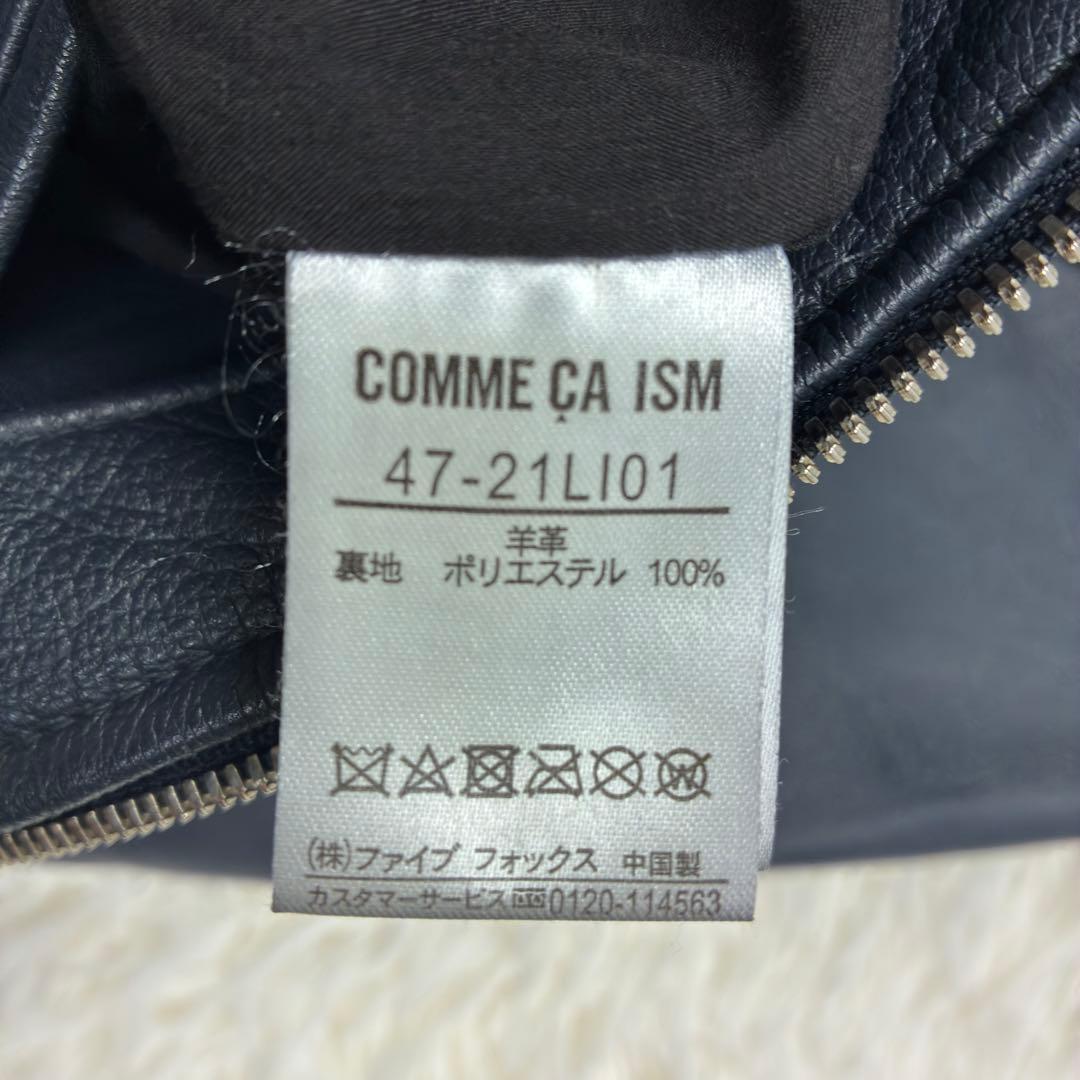 COMME ÇA ISM
47-21LI01
羊革
裏地 ポリエステル 100%
(株)ファイブ フォックス 中国製
カスタマーサービス 0120-114563